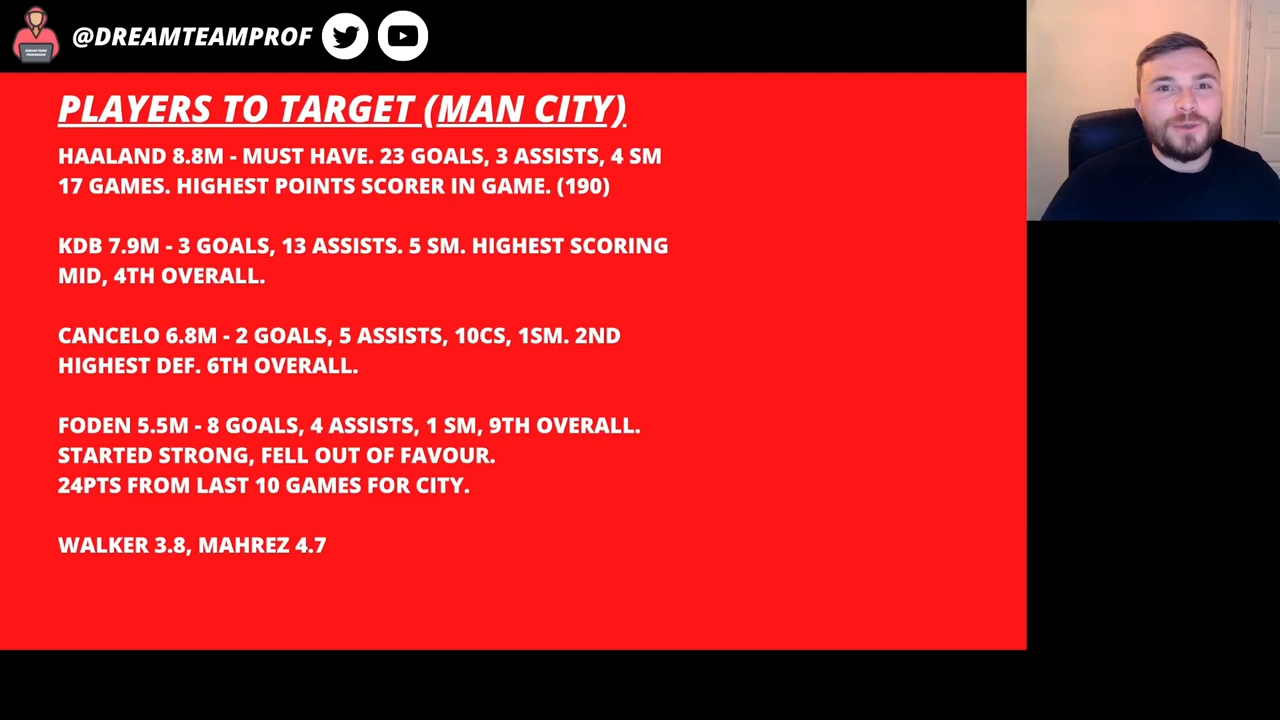 @DREAMTEAMPROF
PLAYERS TO TARGET (MAN CITY)
HAALAND 8.8M - MUST HAVE. 23 GOALS, 3 ASSISTS, 4 SM
17 GAMES. HIGHEST POINTS SCORER IN GAME. (190)
KDB 7.9M - 3 GOALS, 13 ASSISTS. 5 SM. HIGHEST SCORING
MID, 4TH OVERALL.
CANCELO 6.8M - 2 GOALS, 5 ASSISTS, 10CS, 1SM. 2ND
HIGHEST DEF. 6TH OVERALL.
FODEN 5.5M - 8 GOALS, 4 ASSISTS, 1 SM, 9TH OVERALL.
STARTED STRONG, FELL OUT OF FAVOUR.
24PTS FROM LAST 10 GAMES FOR CITY.
WALKER 3.8, MAHREZ 4.7